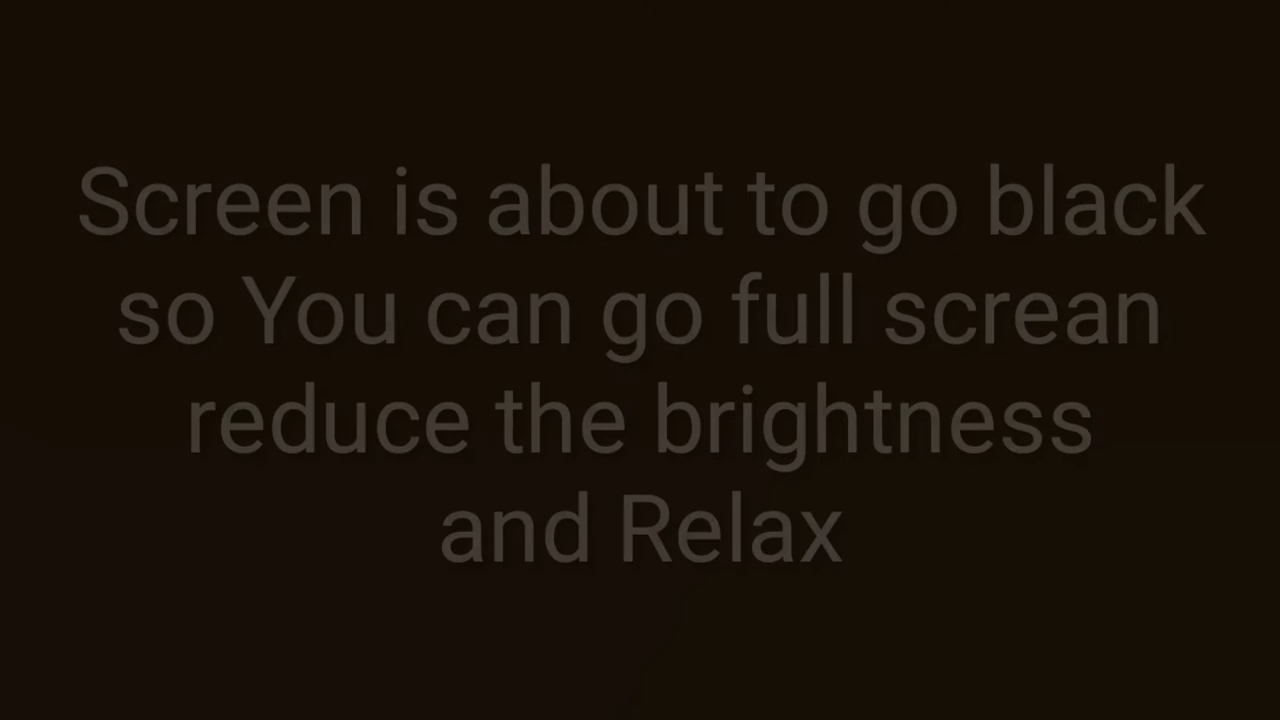 Screen is about to go black
so You can go full screan
reduce the brightness
and Relax